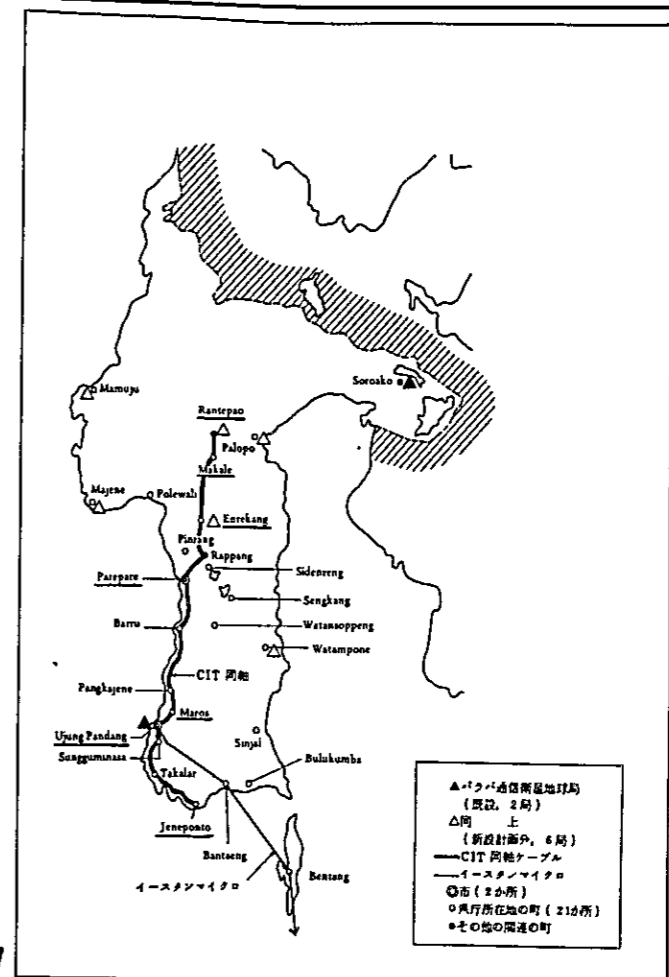 Soroako
Mamuju
Rantepao
Palopo
Makale
Majene
Polewali
Enrekang
Pinrang
Rappang
Sidenreng
Parepare
Sengkang
Barru
Watansoppeng
Watampone
CIT 同軸
Pangkajene
Maros
Ujung Pandang
Sungguminasa
Sinjai
Takalar
Bulukumba
Jeneponto
Bantaeng
イースタンマイクロ
Bentang
▲パラパ通信衛星地球局
(既設, 2局)
△同 上
(新設計画分, 6局)
CIT 同軸ケーブル
イースタンマイクロ
◎市 (2か所)
○県庁所在地の町 (21か所)
●その他の関連の町